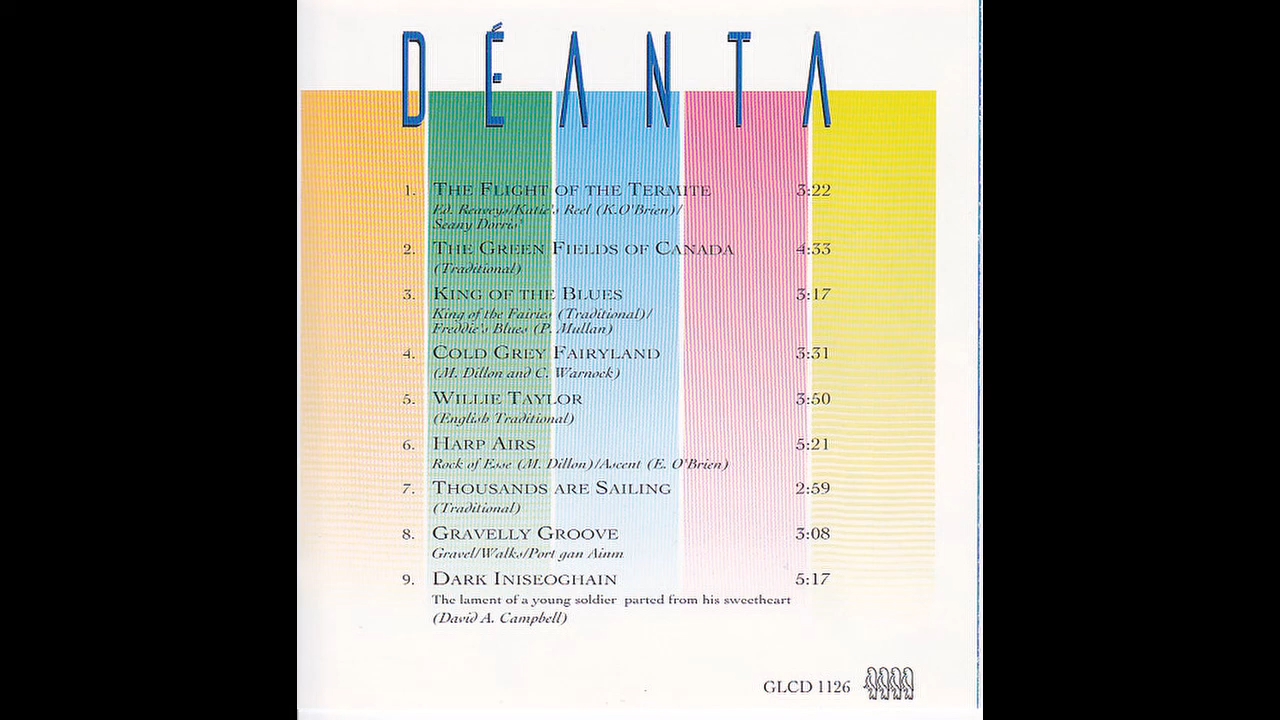 DÉANTA
1. THE FLIGHT OF THE TERMITE 3:22
Ed. Reaveys/Katie's Reel (K.O'Brien)/
Seany Dorris'
2. THE GREEN FIELDS OF CANADA 4:33
(Traditional)
3. KING OF THE BLUES 3:17
King of the Fairies (Traditional)/
Freddie's Blues (P. Mullan)
4. COLD GREY FAIRYLAND 3:31
(M. Dillon and C. Warnock)
5. WILLIE TAYLOR 3:50
(English Traditional)
6. HARP AIRS 5:21
Rock of Esse (M. Dillon)/Ascent (E. O'Brien)
7. THOUSANDS ARE SAILING 2:59
(Traditional)
8. GRAVELLY GROOVE 3:08
Gravel/Walks/Port gan Ainm
9. DARK INISEOGHAIN 5:17
The lament of a young soldier parted from his sweetheart
(David A. Campbell)
GLCD 1126